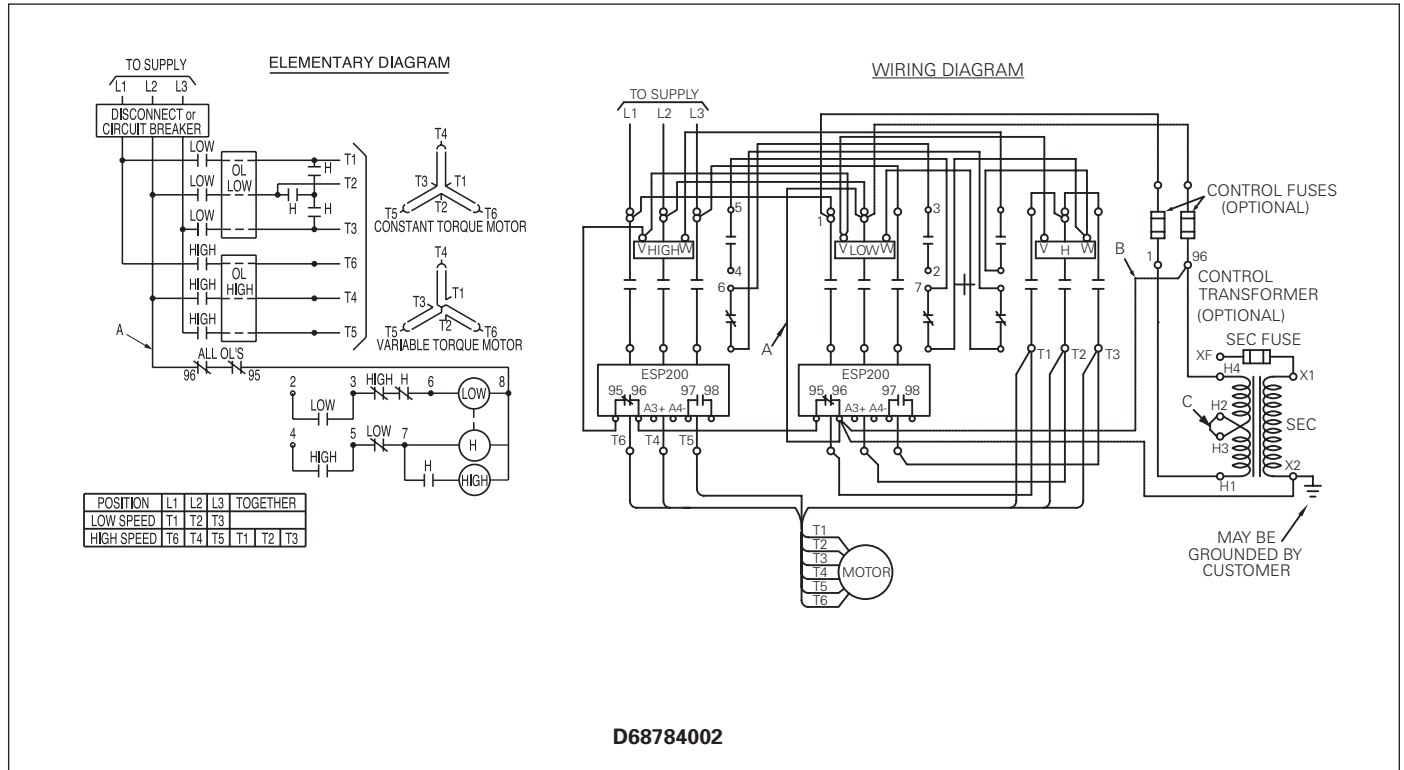 ELEMENTARY DIAGRAM
TO SUPPLY
L1 L2 L3
DISCONNECT or
CIRCUIT BREAKER
LOW
OL
LOW
T1
H
LOW
T2
H
H
LOW
T3
HIGH
T6
OL
HIGH
HIGH
T4
HIGH
T5
A
ALL OL'S
96 95
2 3 HIGH H 6 8
LOW
LOW
4 5 LOW 7
H
HIGH
H
HIGH
T4
T3 T1
T2
T5 T6
CONSTANT TORQUE MOTOR
T4
T1
T3
T2
T5 T6
VARIABLE TORQUE MOTOR
POSITION L1 L2 L3 TOGETHER
LOW SPEED T1 T2 T3
HIGH SPEED T6 T4 T5 T1 T2 T3
WIRING DIAGRAM
TO SUPPLY
L1 L2 L3
5
3
1
V HIGH W
V LOW W
V H W
4
2
6
7
A
T1 T2 T3
ESP200
95 96 97 98
A3+ A4-
ESP200
95 96 97 98
A3+ A4-
T6 T4 T5
T1
T2
T3
T4
T5
T6
MOTOR
CONTROL FUSES
(OPTIONAL)
B
1
96
CONTROL
TRANSFORMER
(OPTIONAL)
SEC FUSE
XF
H4
X1
C
H2
H3
SEC
H1
X2
MAY BE
GROUNDED BY
CUSTOMER
D68784002